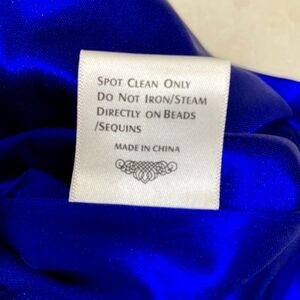 SPOT CLEAN ONLY
DO NOT IRON/STEAM
DIRECTLY ON BEADS
/SEQUINS
MADE IN CHINA